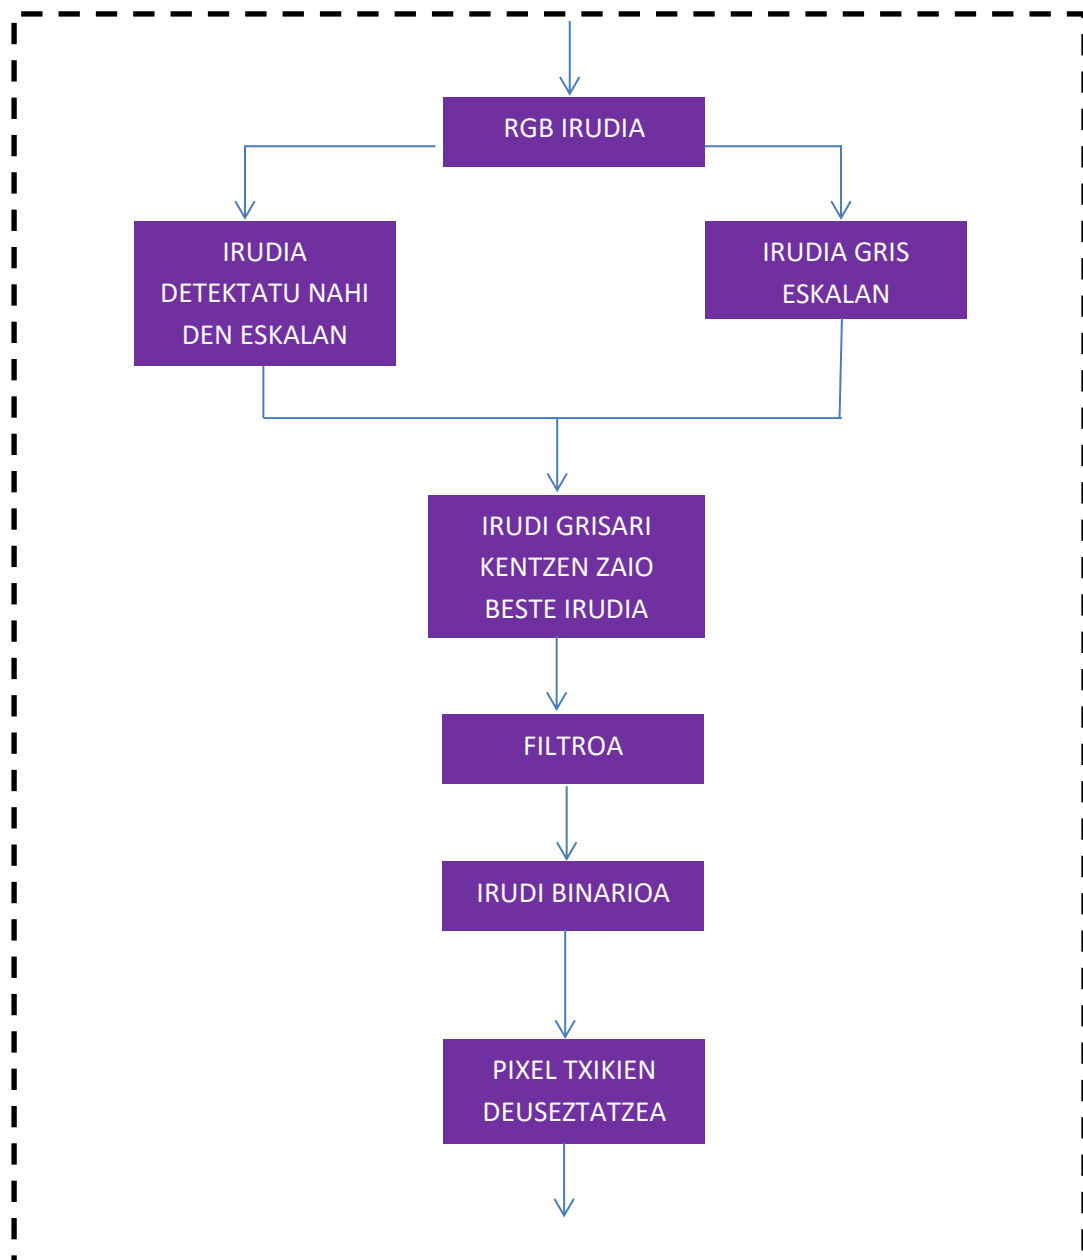 RGB IRUDIA
IRUDIA
DETEKTATU NAHI
DEN ESKALAN
IRUDIA GRIS
ESKALAN
IRUDI GRISARI
KENTZEN ZAIO
BESTE IRUDIA
FILTROA
IRUDI BINARIOA
PIXEL TXIKIEN
DEUSEZTATZEA